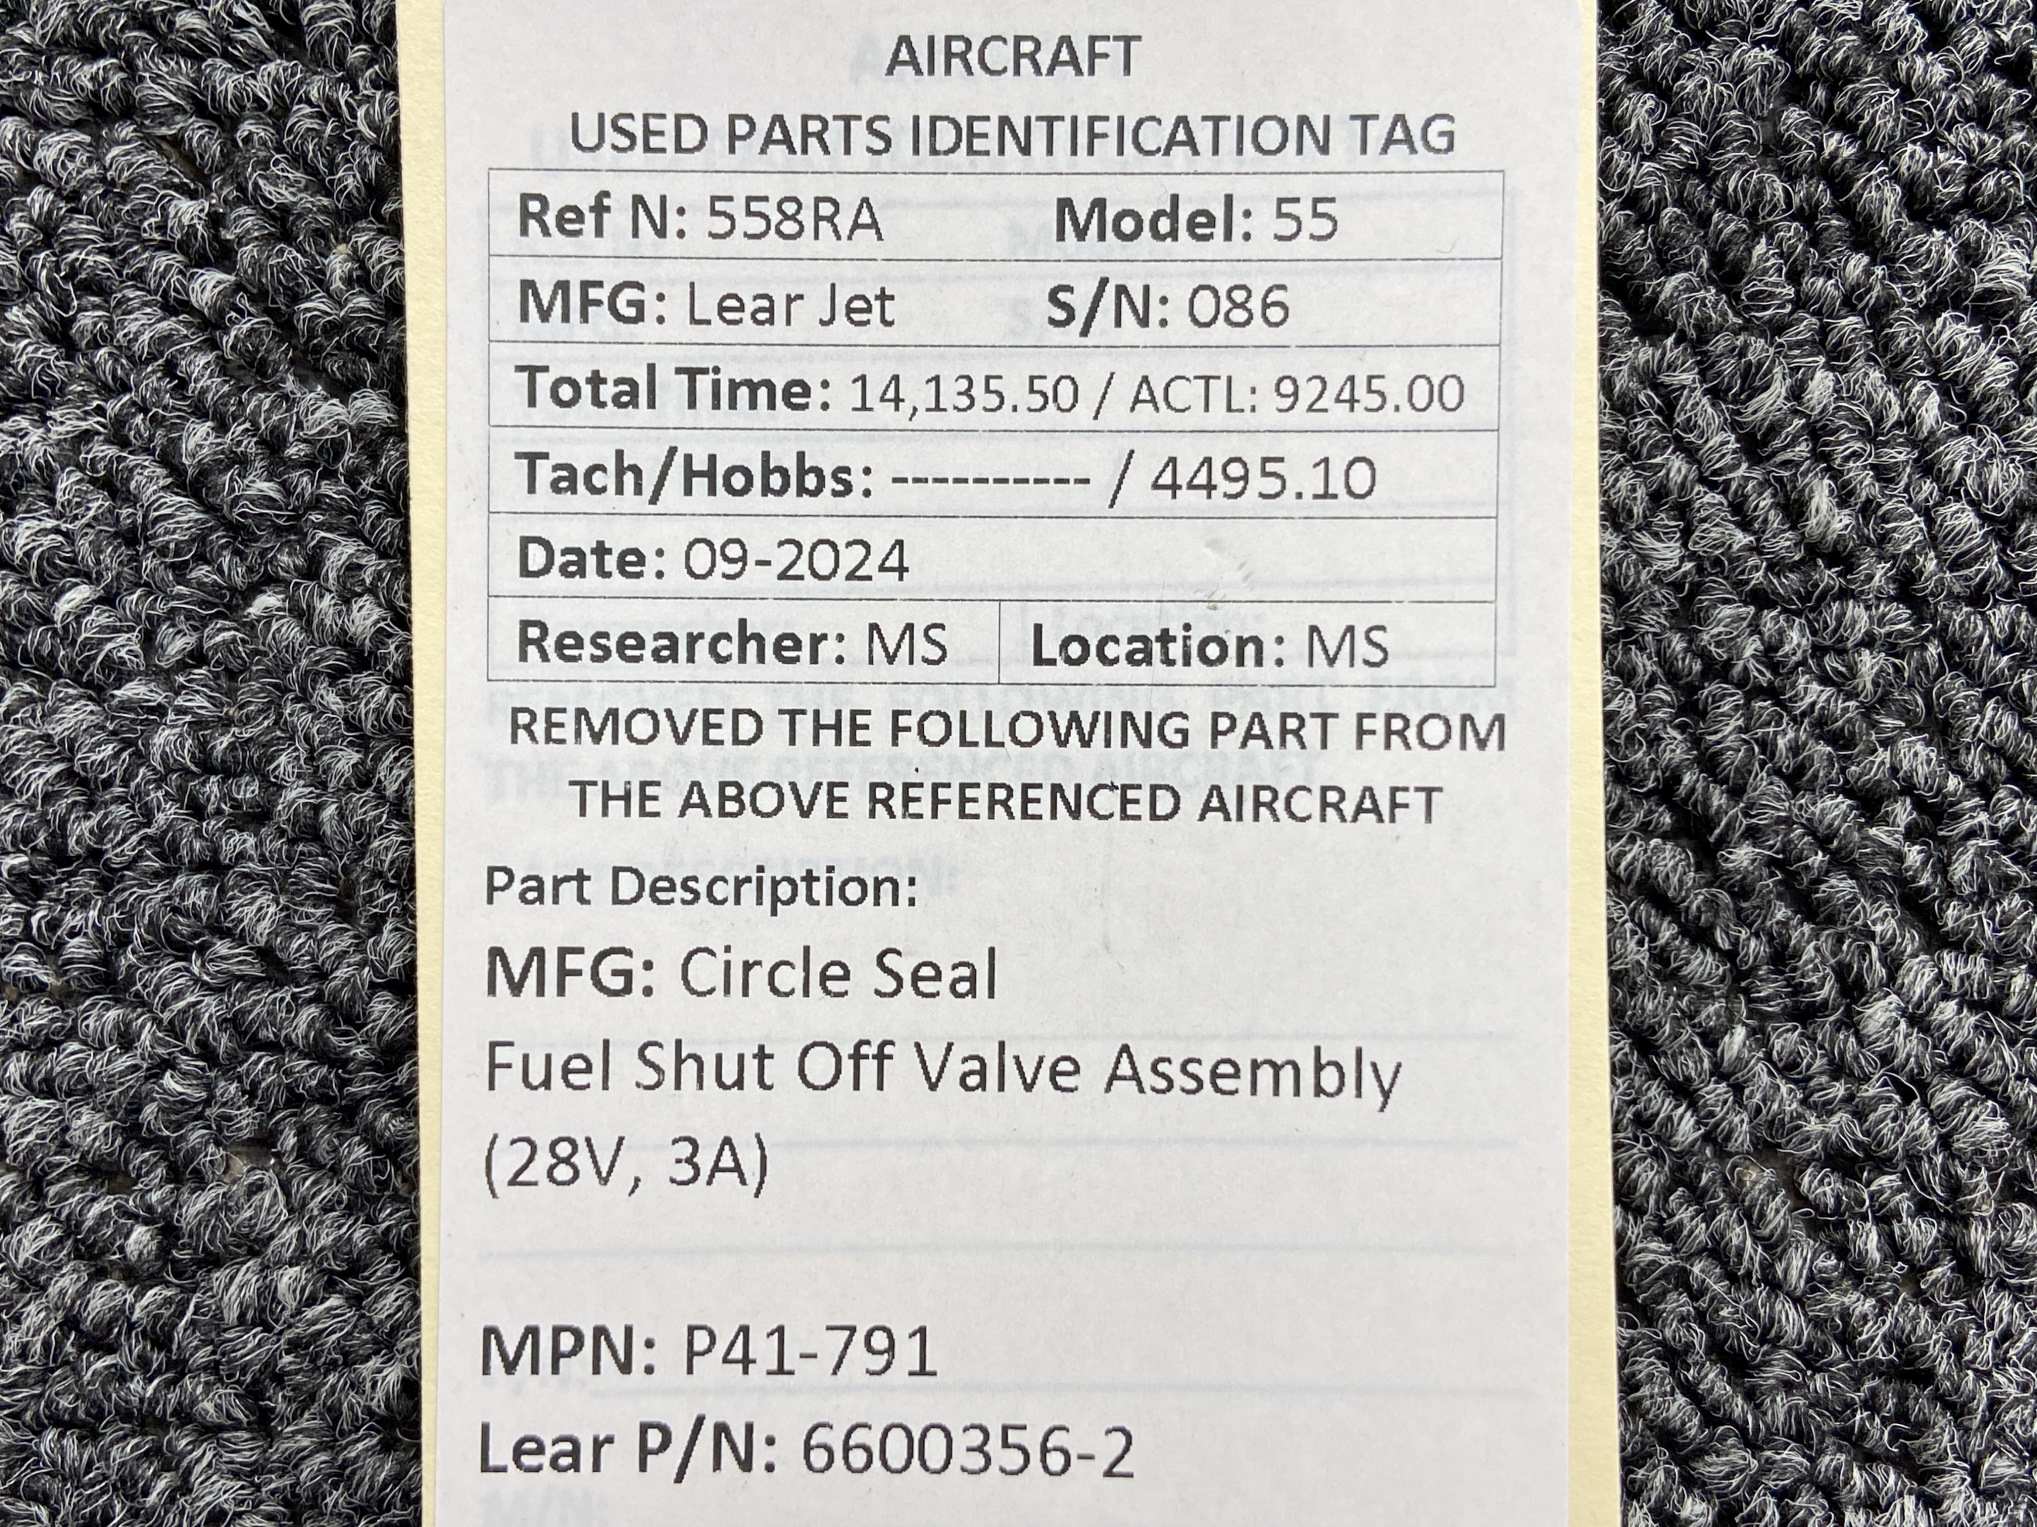 AIRCRAFT
USED PARTS IDENTIFICATION TAG
Ref N: 558RA Model: 55
MFG: Lear Jet S/N: 086
Total Time: 14,135.50 / ACTL: 9245.00
Tach/Hobbs: ---------- / 4495.10
Date: 09-2024
Researcher: MS Location: MS
REMOVED THE FOLLOWING PART FROM
THE ABOVE REFERENCED AIRCRAFT
Part Description:
MFG: Circle Seal
Fuel Shut Off Valve Assembly
(28V, 3A)
MPN: P41-791
Lear P/N: 6600356-2